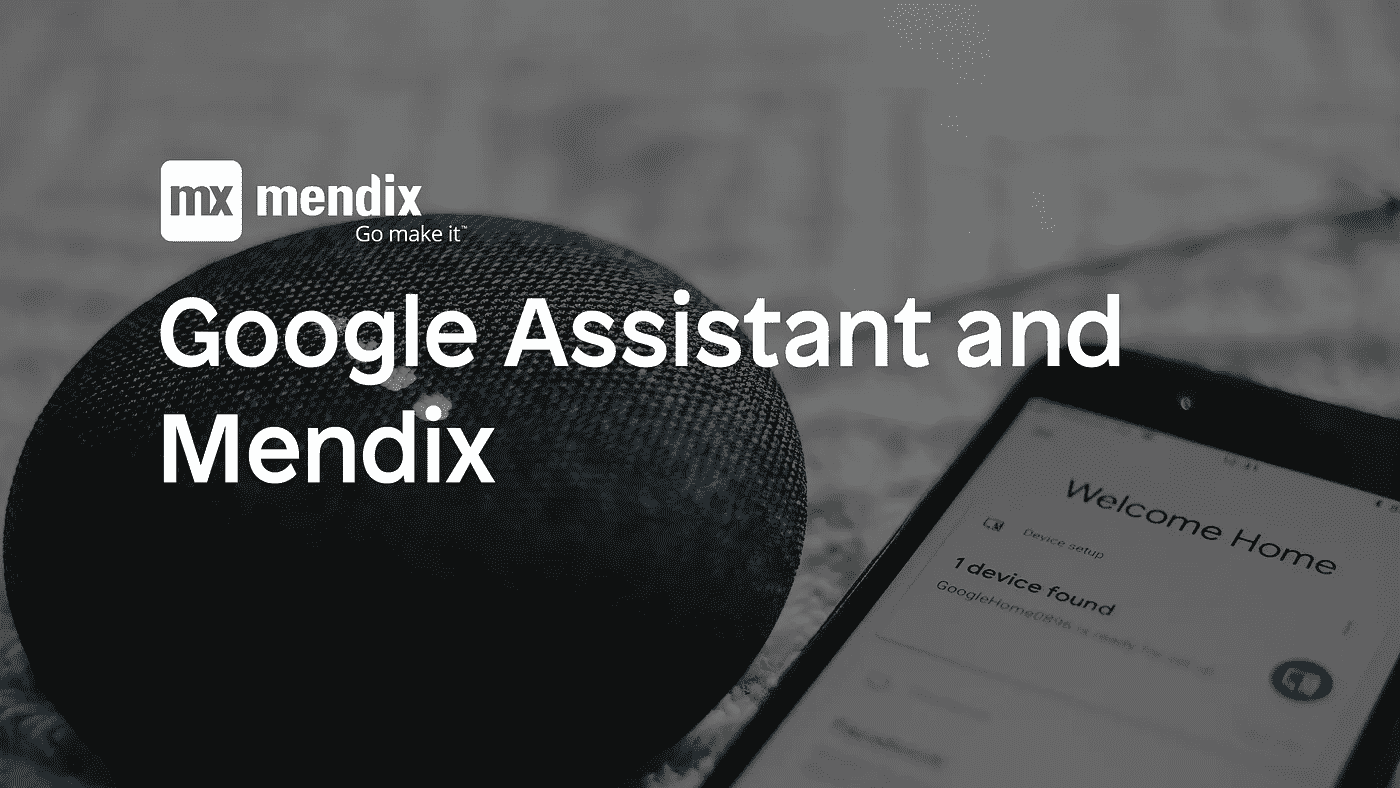 mx mendix
Go make it™
Google Assistant and
Mendix
Welcome Home
Device setup
1 device found